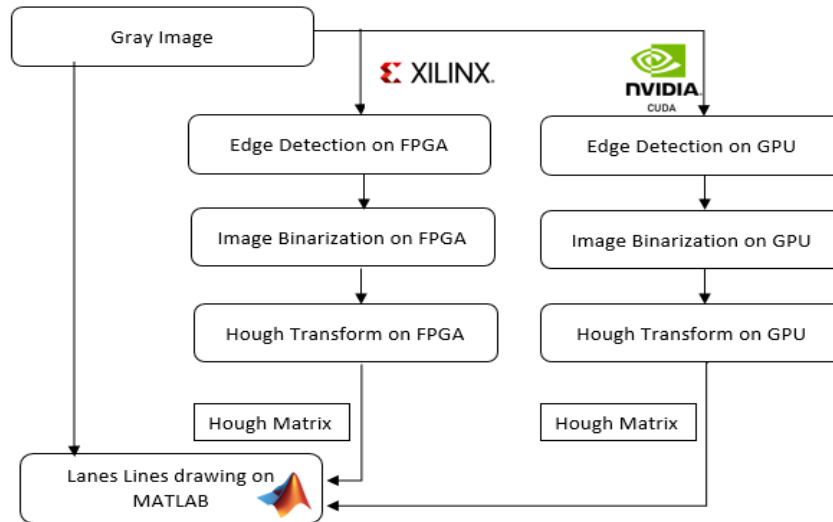 Gray Image
XILINX.
nVIDIA.
CUDA
Edge Detection on FPGA
Edge Detection on GPU
Image Binarization on FPGA
Image Binarization on GPU
Hough Transform on FPGA
Hough Transform on GPU
Hough Matrix
Hough Matrix
Lanes Lines drawing on
MATLAB